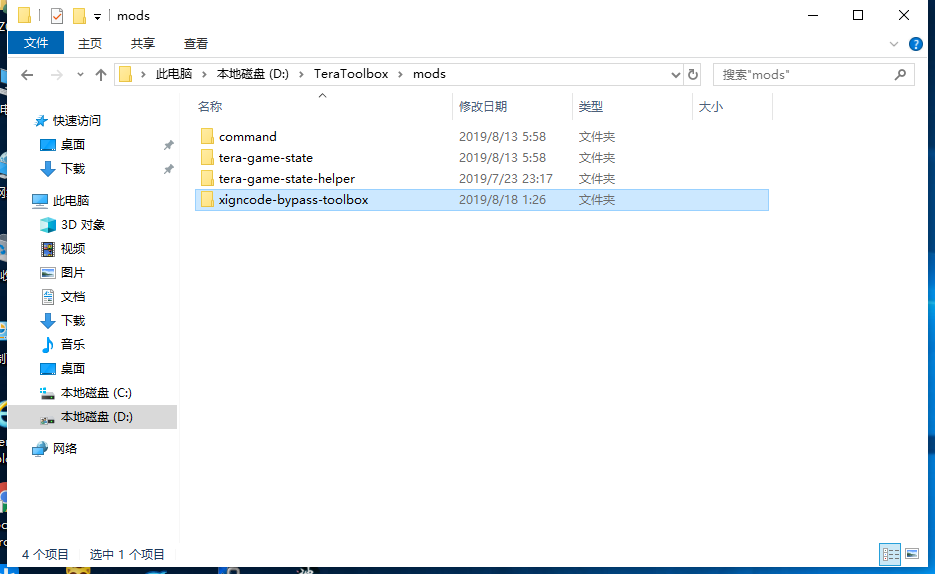 mods
文件 主页 共享 查看
此电脑 本地磁盘 (D:) TeraToolbox mods 搜索"mods"
名称 修改日期 类型 大小
command 2019/8/13 5:58 文件夹
tera-game-state 2019/8/13 5:58 文件夹
tera-game-state-helper 2019/7/23 23:17 文件夹
xigncode-bypass-toolbox 2019/8/18 1:26 文件夹
快速访问
桌面
下载
此电脑
3D 对象
视频
图片
文档
下载
音乐
桌面
本地磁盘 (C:)
本地磁盘 (D:)
网络
4 个项目 选中 1 个项目